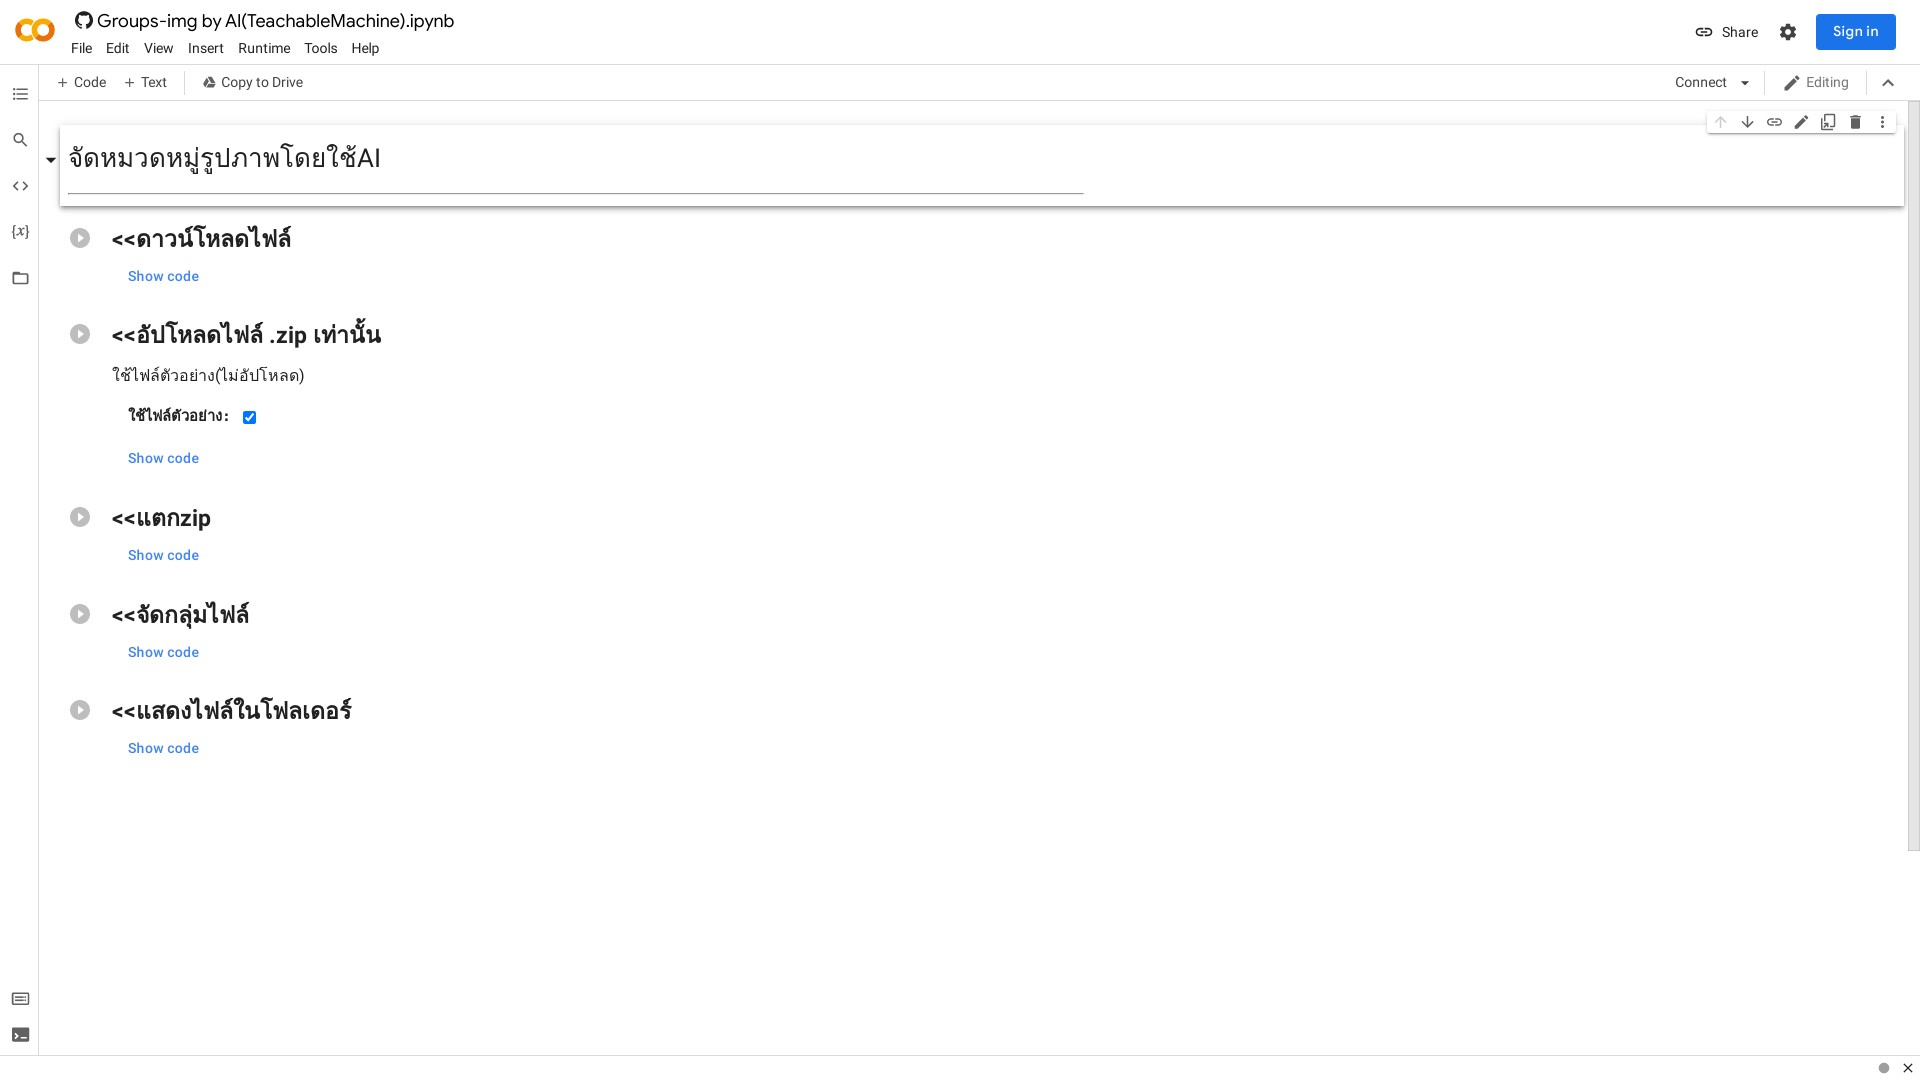 Groups-img by AI(TeachableMachine).ipynb
File Edit View Insert Runtime Tools Help
Share
Sign in
+ Code + Text Copy to Drive
Connect
Editing
จัดหมวดหมู่รูปภาพโดยใช้AI
<<ดาวน์โหลดไฟล์
Show code
<<อัปโหลดไฟล์ .zip เท่านั้น
ใช้ไฟล์ตัวอย่าง(ไม่อัปโหลด)
ใช้ไฟล์ตัวอย่าง:
Show code
<<แตกzip
Show code
<<จัดกลุ่มไฟล์
Show code
<<แสดงไฟล์ในโฟลเดอร์
Show code